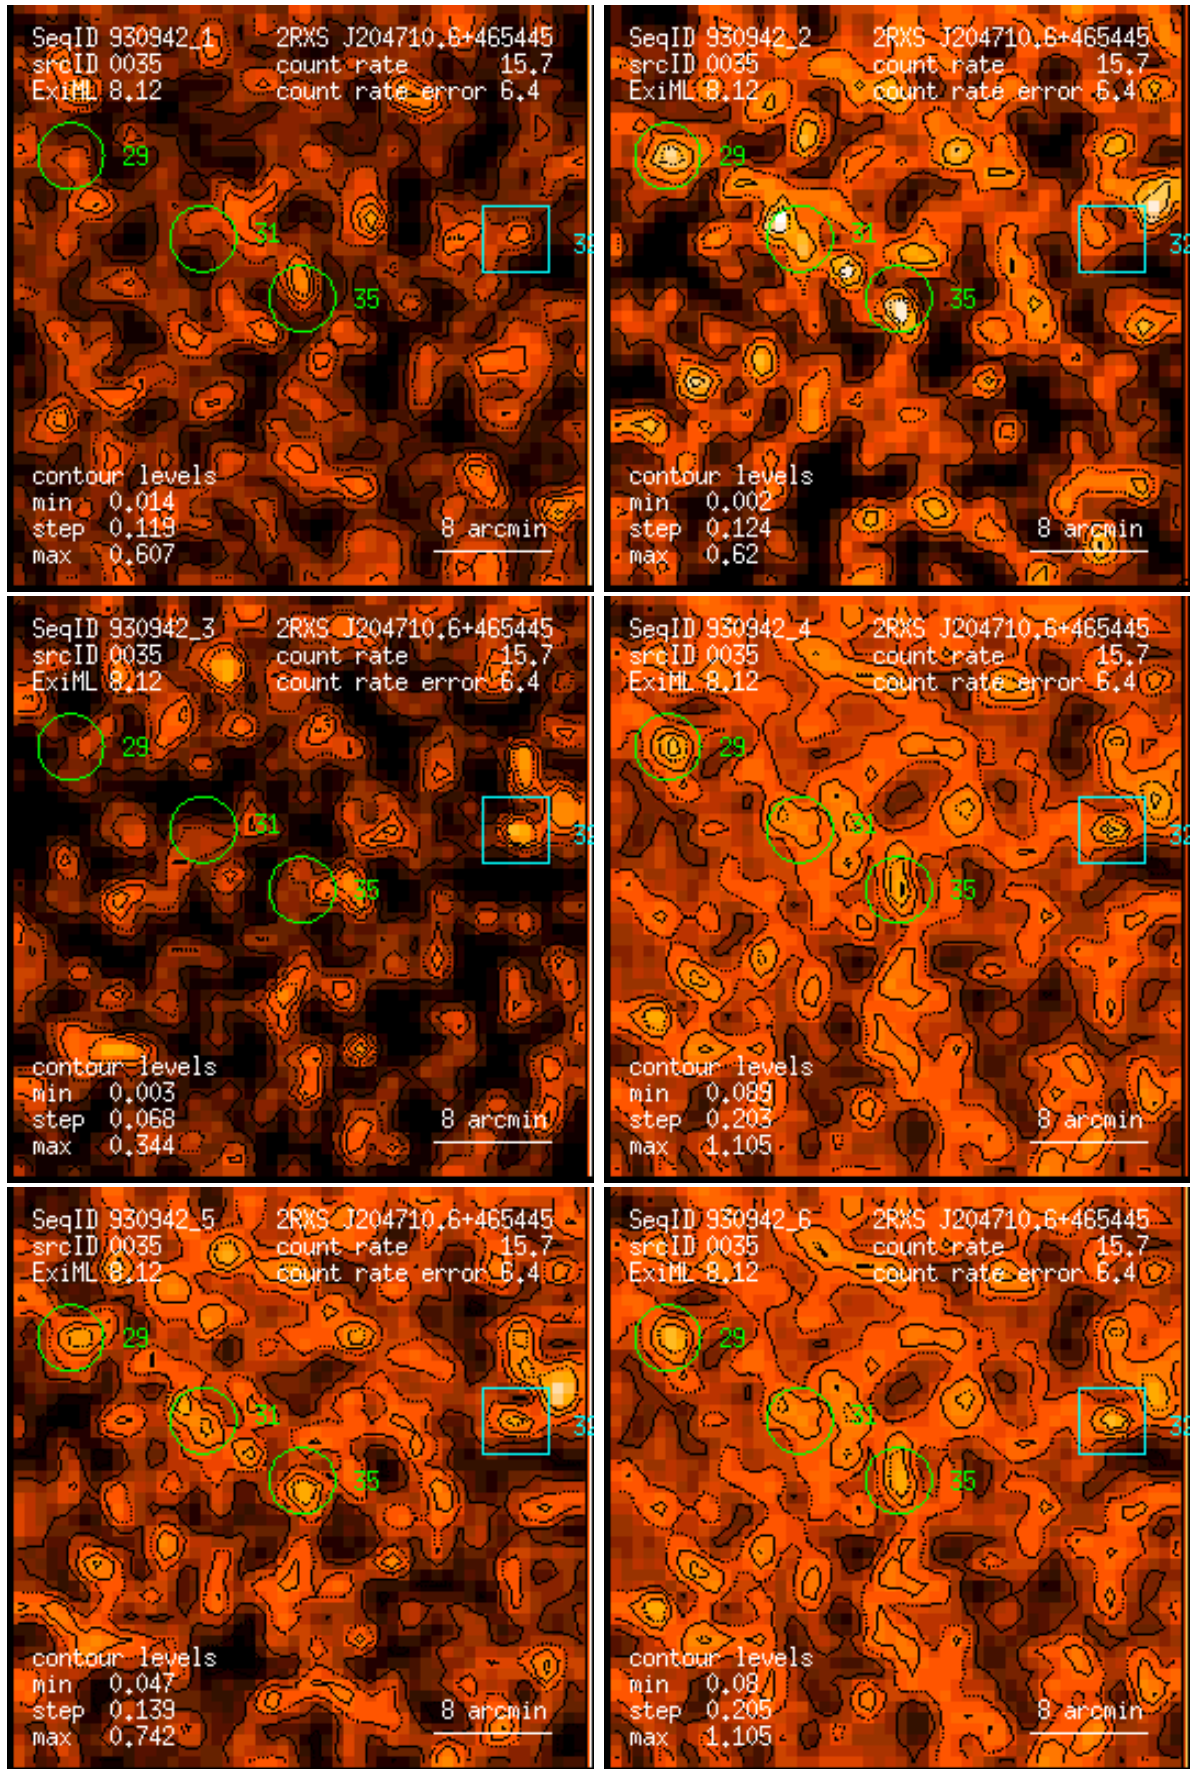 SeqID 930942_1 2RXS J204710.6+465445
srcID 0035 count rate 15.7
ExiML 8.12 count rate error 6.4
29
31
35
contour levels
min 0.014
step 0.119
max 0.607
8 arcmin
SeqID 930942_2 2RXS J204710.6+465445
srcID 0035 count rate 15.7
ExiML 8.12 count rate error 6.4
29
31
35
contour levels
min 0.002
step 0.124
max 0.62
8 arcmin
SeqID 930942_3 2RXS J204710.6+465445
srcID 0035 count rate 15.7
ExiML 8.12 count rate error 6.4
29
31
35
contour levels
min 0.003
step 0.068
max 0.344
8 arcmin
SeqID 930942_4 2RXS J204710.6+465445
srcID 0035 count rate 15.7
ExiML 8.12 count rate error 6.4
29
31
35
contour levels
min 0.089
step 0.203
max 1.105
8 arcmin
SeqID 930942_5 2RXS J204710.6+465445
srcID 0035 count rate 15.7
ExiML 8.12 count rate error 6.4
29
31
35
contour levels
min 0.047
step 0.139
max 0.742
8 arcmin
SeqID 930942_6 2RXS J204710.6+465445
srcID 0035 count rate 15.7
ExiML 8.12 count rate error 6.4
29
31
35
contour levels
min 0.08
step 0.205
max 1.105
8 arcmin